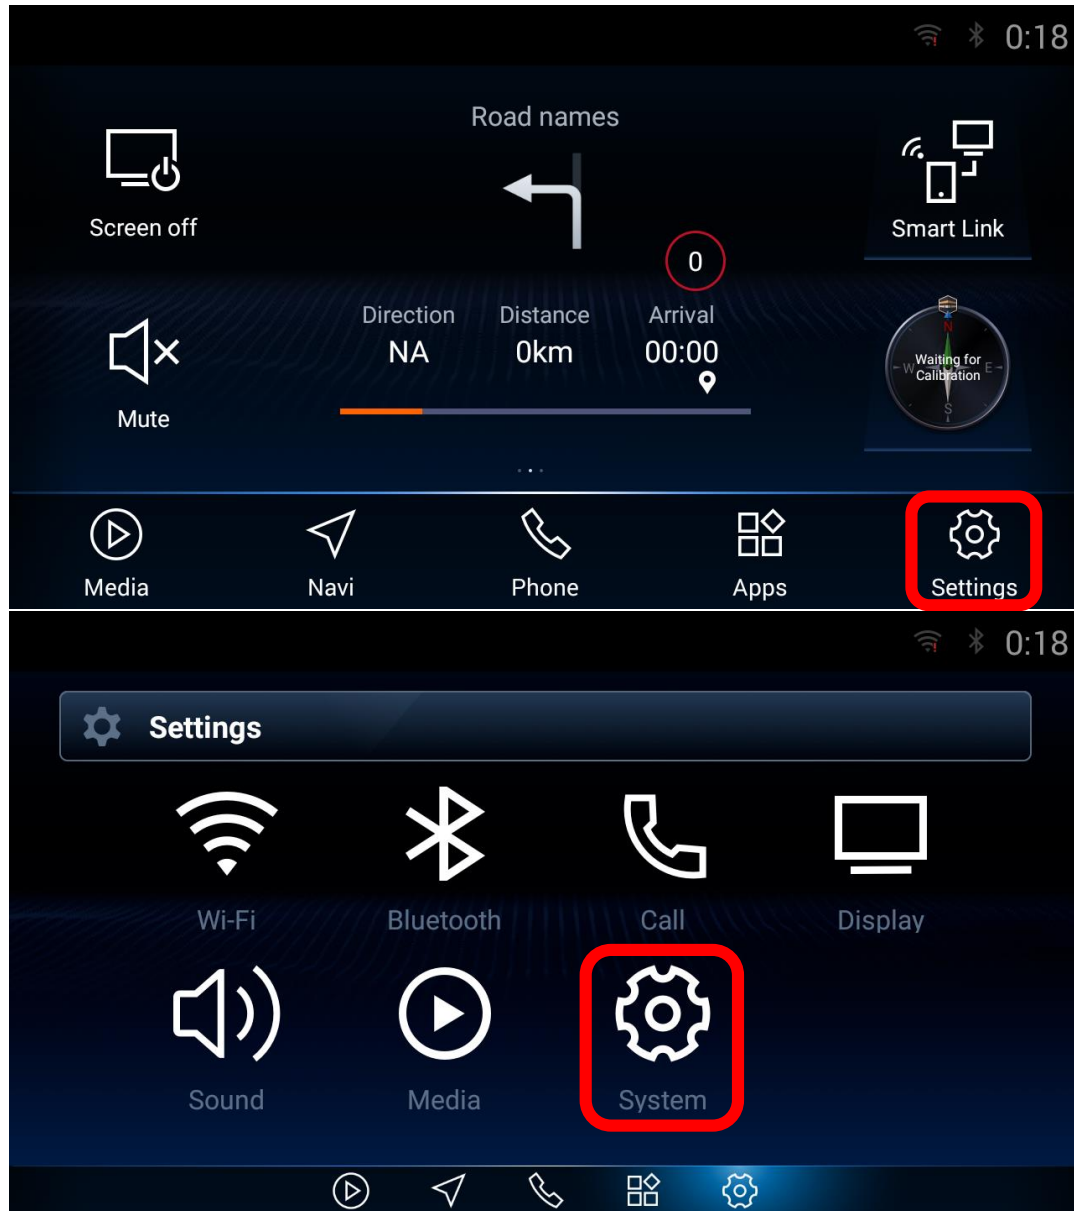 0:18
Road names
Screen off
Smart Link
0
Direction Distance Arrival
NA 0km 00:00
N
W Waiting for E
Calibration
S
Mute
Media Navi Phone Apps Settings
0:18
Settings
Wi-Fi Bluetooth Call Display
Sound Media System